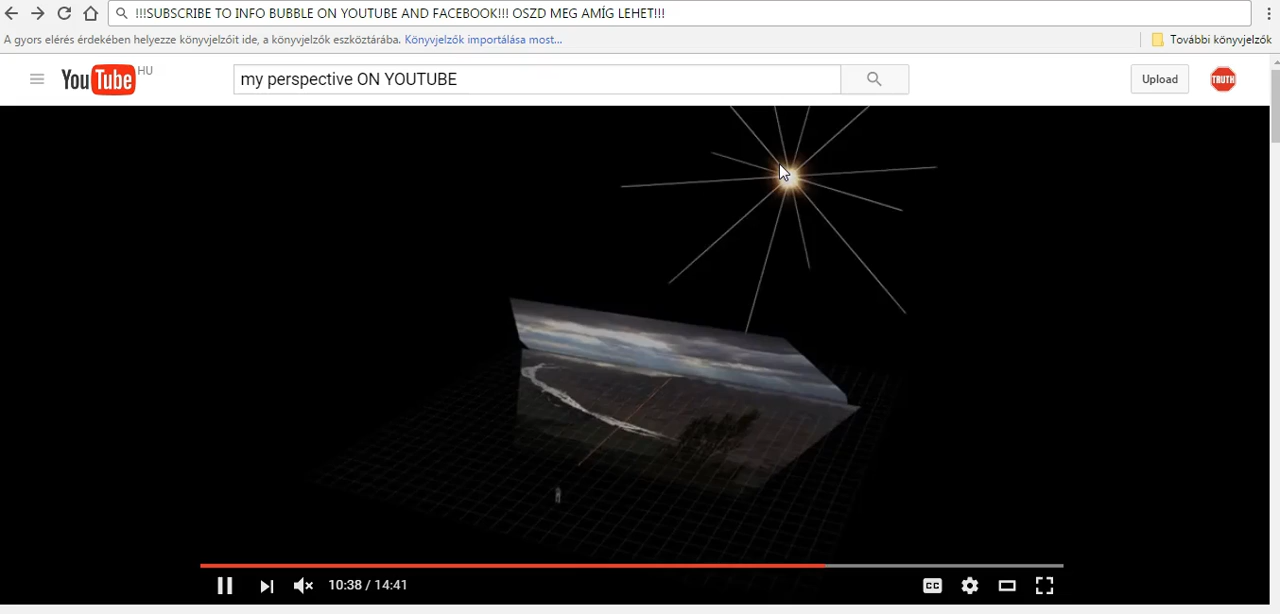 !!!SUBSCRIBE TO INFO BUBBLE ON YOUTUBE AND FACEBOOK!!! OSZD MEG AMÍG LEHET!!!
A gyors elérés érdekében helyezze könyvjelzőit ide, a könyvjelzők eszköztárába. Könyvjelzők importálása most... További könyvjelzők
YouTube HU my perspective ON YOUTUBE Upload TRUTH
10:38 / 14:41 CC